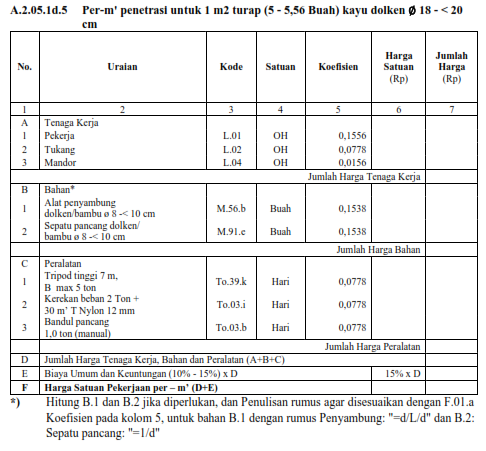 A.2.05.1d.5 Per-m' penetrasi untuk 1 m2 turap (5 - 5,56 Buah) kayu dolken Ø 18 - < 20
cm
No. Uraian Kode Satuan Koefisien Harga Satuan (Rp) Jumlah Harga (Rp)
1 2 3 4 5 6 7
A Tenaga Kerja
1 Pekerja L.01 OH 0,1556
2 Tukang L.02 OH 0,0778
3 Mandor L.04 OH 0,0156
Jumlah Harga Tenaga Kerja
B Bahan*
1 Alat penyambung dolken/bambu ø 8 -< 10 cm M.56.b Buah 0,1538
2 Sepatu pancang dolken/ bambu ø 8 -< 10 cm M.91.e Buah 0,1538
Jumlah Harga Bahan
C Peralatan
1 Tripod tinggi 7 m, B max 5 ton To.39.k Hari 0,0778
2 Kerekan beban 2 Ton + 30 m' T Nylon 12 mm To.03.i Hari 0,0778
3 Bandul pancang 1,0 ton (manual) To.03.b Hari 0,0778
Jumlah Harga Peralatan
D Jumlah Harga Tenaga Kerja, Bahan dan Peralatan (A+B+C)
E Biaya Umum dan Keuntungan (10% - 15%) x D 15% x D
F Harga Satuan Pekerjaan per – m' (D+E)
*) Hitung B.1 dan B.2 jika diperlukan, dan Penulisan rumus agar disesuaikan dengan F.01.a
Koefisien pada kolom 5, untuk bahan B.1 dengan rumus Penyambung: "=d/L/d" dan B.2:
Sepatu pancang: "=1/d"